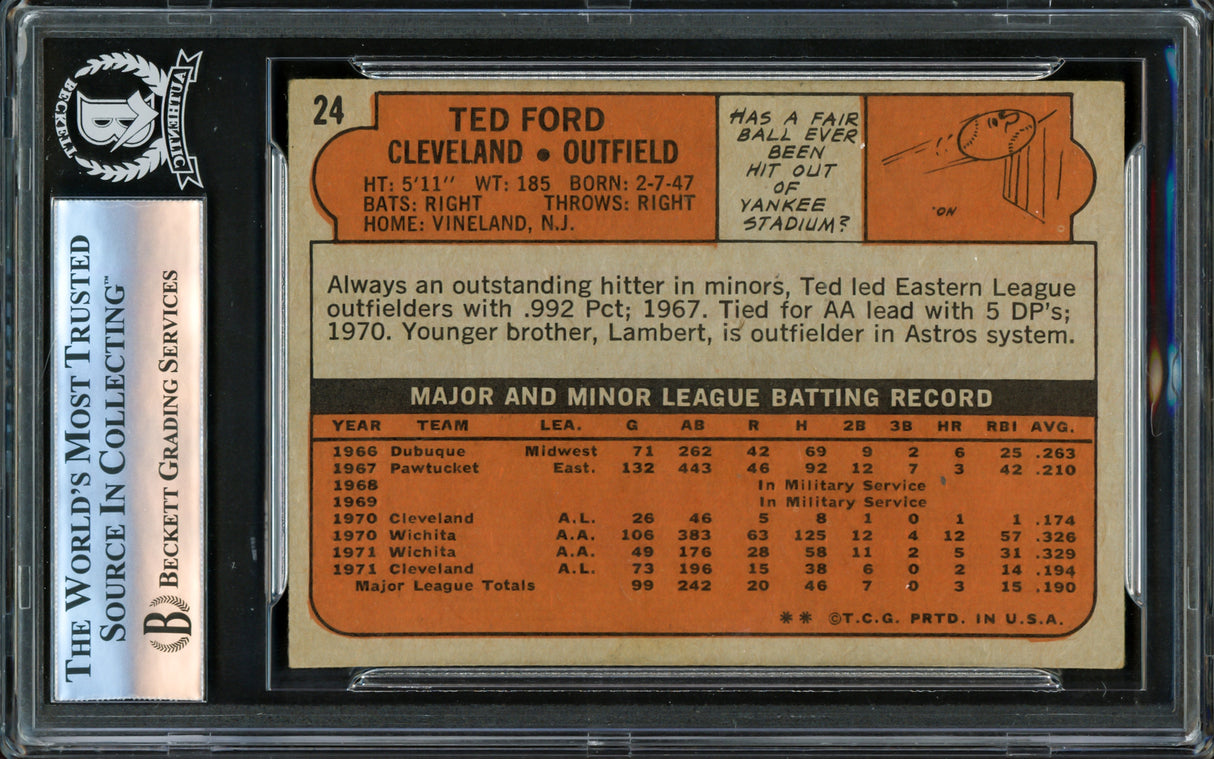 BECKETT
AUTHENTIC
B
THE WORLD'S MOST TRUSTED
SOURCE IN COLLECTING™
B BECKETT GRADING SERVICES
24
TED FORD
CLEVELAND • OUTFIELD
HT: 5'11" WT: 185 BORN: 2-7-47
BATS: RIGHT THROWS: RIGHT
HOME: VINELAND, N.J.
HAS A FAIR
BALL EVER
BEEN
HIT OUT
OF
YANKEE
STADIUM?
NO.
Always an outstanding hitter in minors, Ted led Eastern League
outfielders with .992 Pct; 1967. Tied for AA lead with 5 DP's;
1970. Younger brother, Lambert, is outfielder in Astros system.
MAJOR AND MINOR LEAGUE BATTING RECORD
YEAR TEAM LEA. G AB R H 2B 3B HR RBI AVG.
1966 Dubuque Midwest 71 262 42 69 9 2 6 25 .263
1967 Pawtucket East. 132 443 46 92 12 7 3 42 .210
1968 In Military Service
1969 In Military Service
1970 Cleveland A.L. 26 46 5 8 1 0 1 1 .174
1970 Wichita A.A. 106 383 63 125 12 4 12 57 .326
1971 Wichita A.A. 49 176 28 58 11 2 5 31 .329
1971 Cleveland A.L. 73 196 15 38 6 0 2 14 .194
Major League Totals 99 242 20 46 7 0 3 15 .190
** ©T.C.G. PRTD. IN U.S.A.